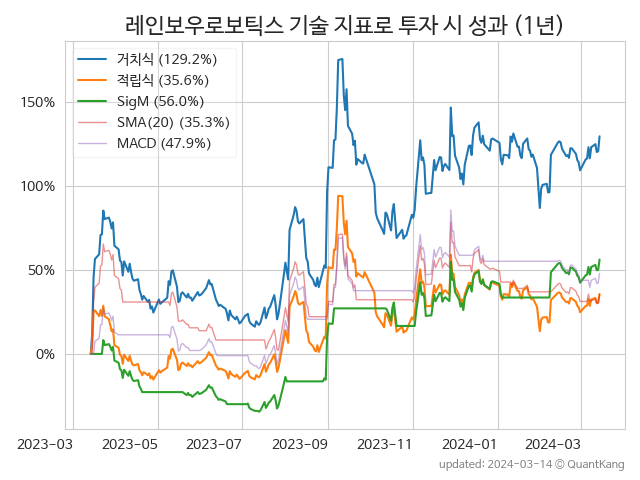 레인보우로보틱스 기술 지표로 투자 시 성과 (1년)
거치식 (129.2%)
적립식 (35.6%)
SigM (56.0%)
SMA(20) (35.3%)
MACD (47.9%)
150%
100%
50%
0%
2023-03 2023-05 2023-07 2023-09 2023-11 2024-01 2024-03
updated: 2024-03-14 © QuantKang